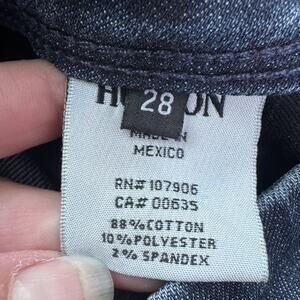 28
MADE IN
MEXICO
RN# 107906
CA# 00635
88% COTTON
10% POLYESTER
2% SPANDEX